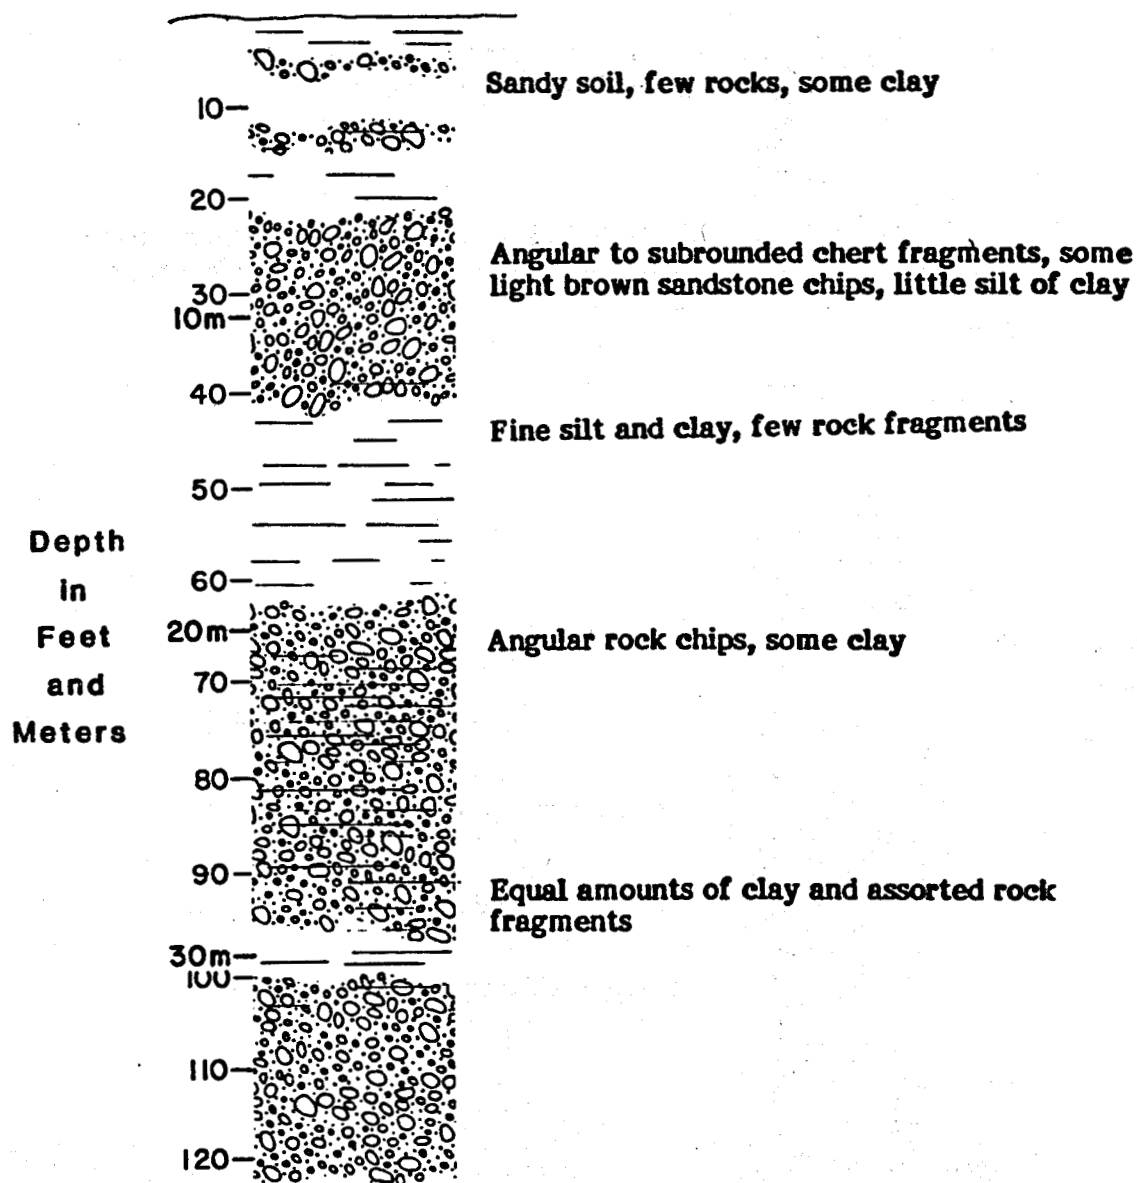 Sandy soil, few rocks, some clay
10
20
Angular to subrounded chert fragments, some
light brown sandstone chips, little silt of clay
30
10m
40
Fine silt and clay, few rock fragments
50
Depth
in
Feet
and
Meters
60
20m
Angular rock chips, some clay
70
80
90
Equal amounts of clay and assorted rock
fragments
30m
100
110
120